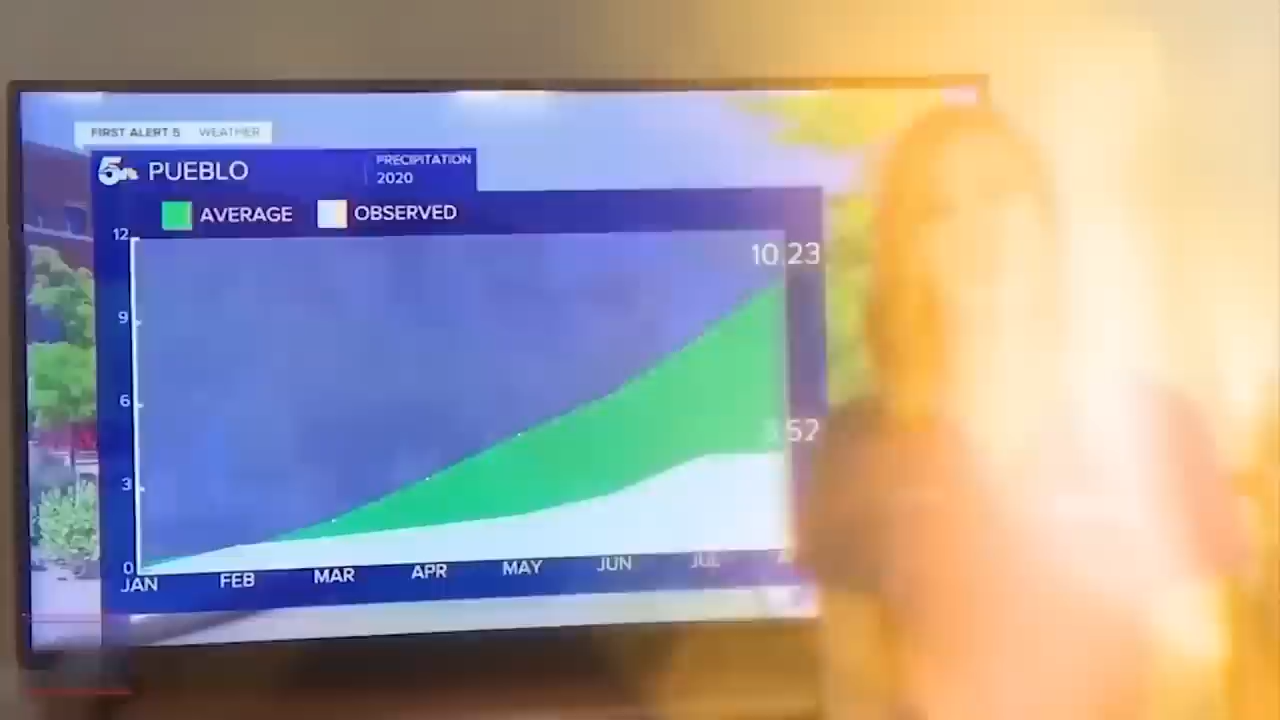 FIRST ALERT 5 WEATHER
5 PUEBLO
PRECIPITATION
2020
AVERAGE OBSERVED
12
10.23
9
6
52
3
0
JAN FEB MAR APR MAY JUN JUL